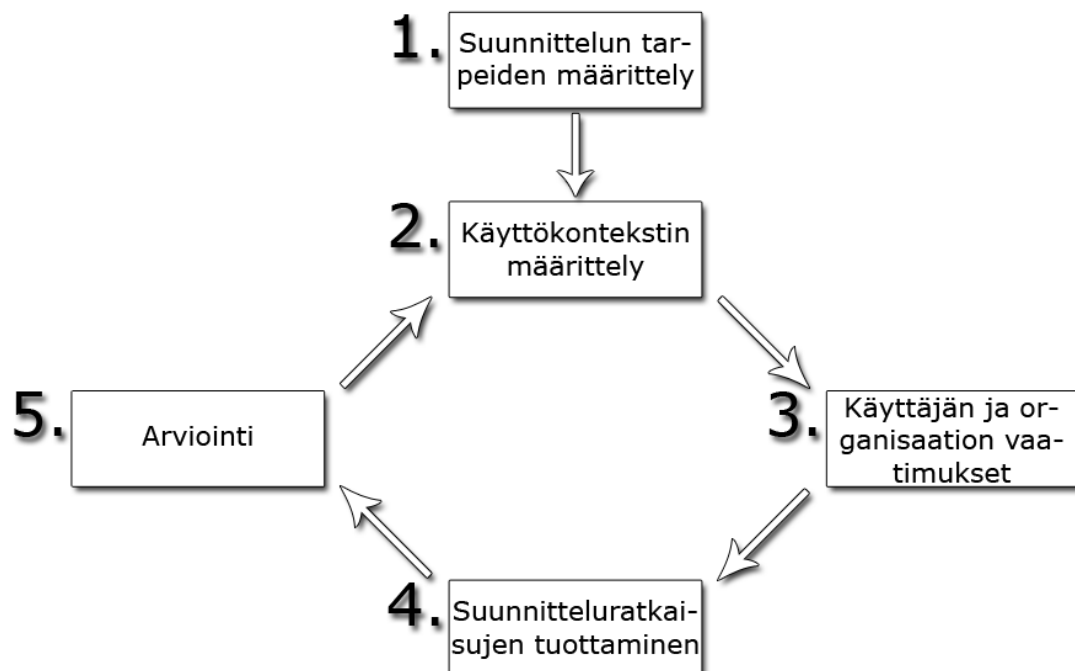 1.
Suunnittelun tar-
peiden määrittely
2.
Käyttökontekstin
määrittely
3.
Käyttäjän ja or-
ganisaation vaa-
timukset
4.
Suunnitteluratkai-
sujen tuottaminen
5.
Arviointi